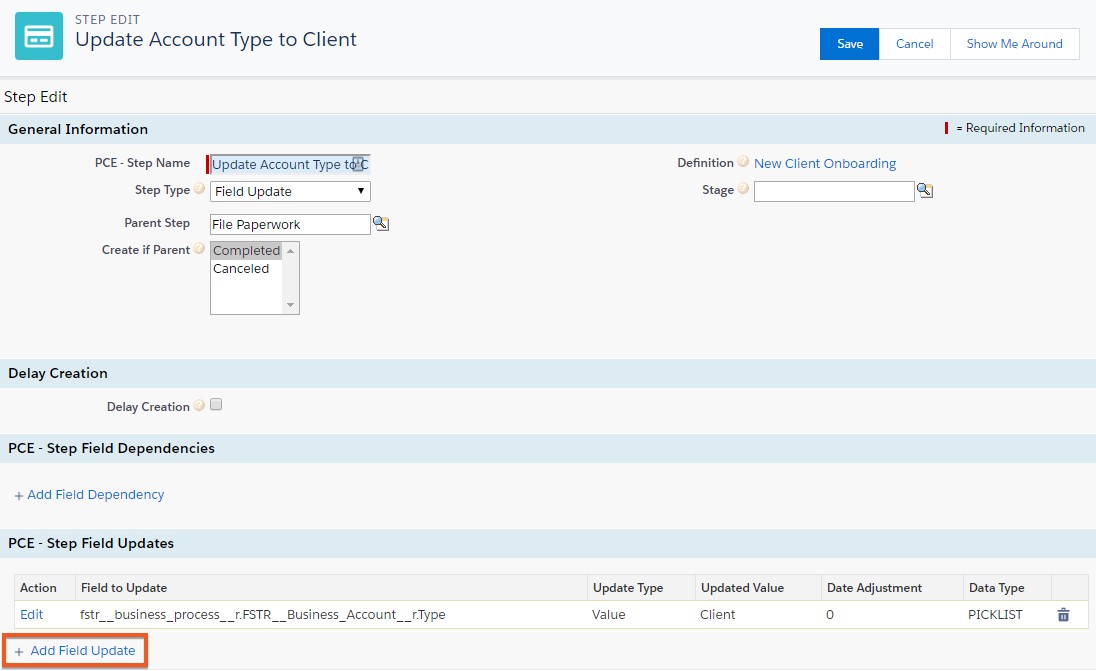 STEP EDIT
Update Account Type to Client
Save Cancel Show Me Around
Step Edit
General Information = Required Information
PCE - Step Name Update Account Type to C Definition ? New Client Onboarding
Step Type ? Field Update Stage ?
Parent Step File Paperwork
Create if Parent ? Completed
Canceled
Delay Creation
Delay Creation ?
PCE - Step Field Dependencies
+ Add Field Dependency
PCE - Step Field Updates
Action Field to Update Update Type Updated Value Date Adjustment Data Type
Edit fstr__business_process__r.FSTR__Business_Account__r.Type Value Client 0 PICKLIST
+ Add Field Update